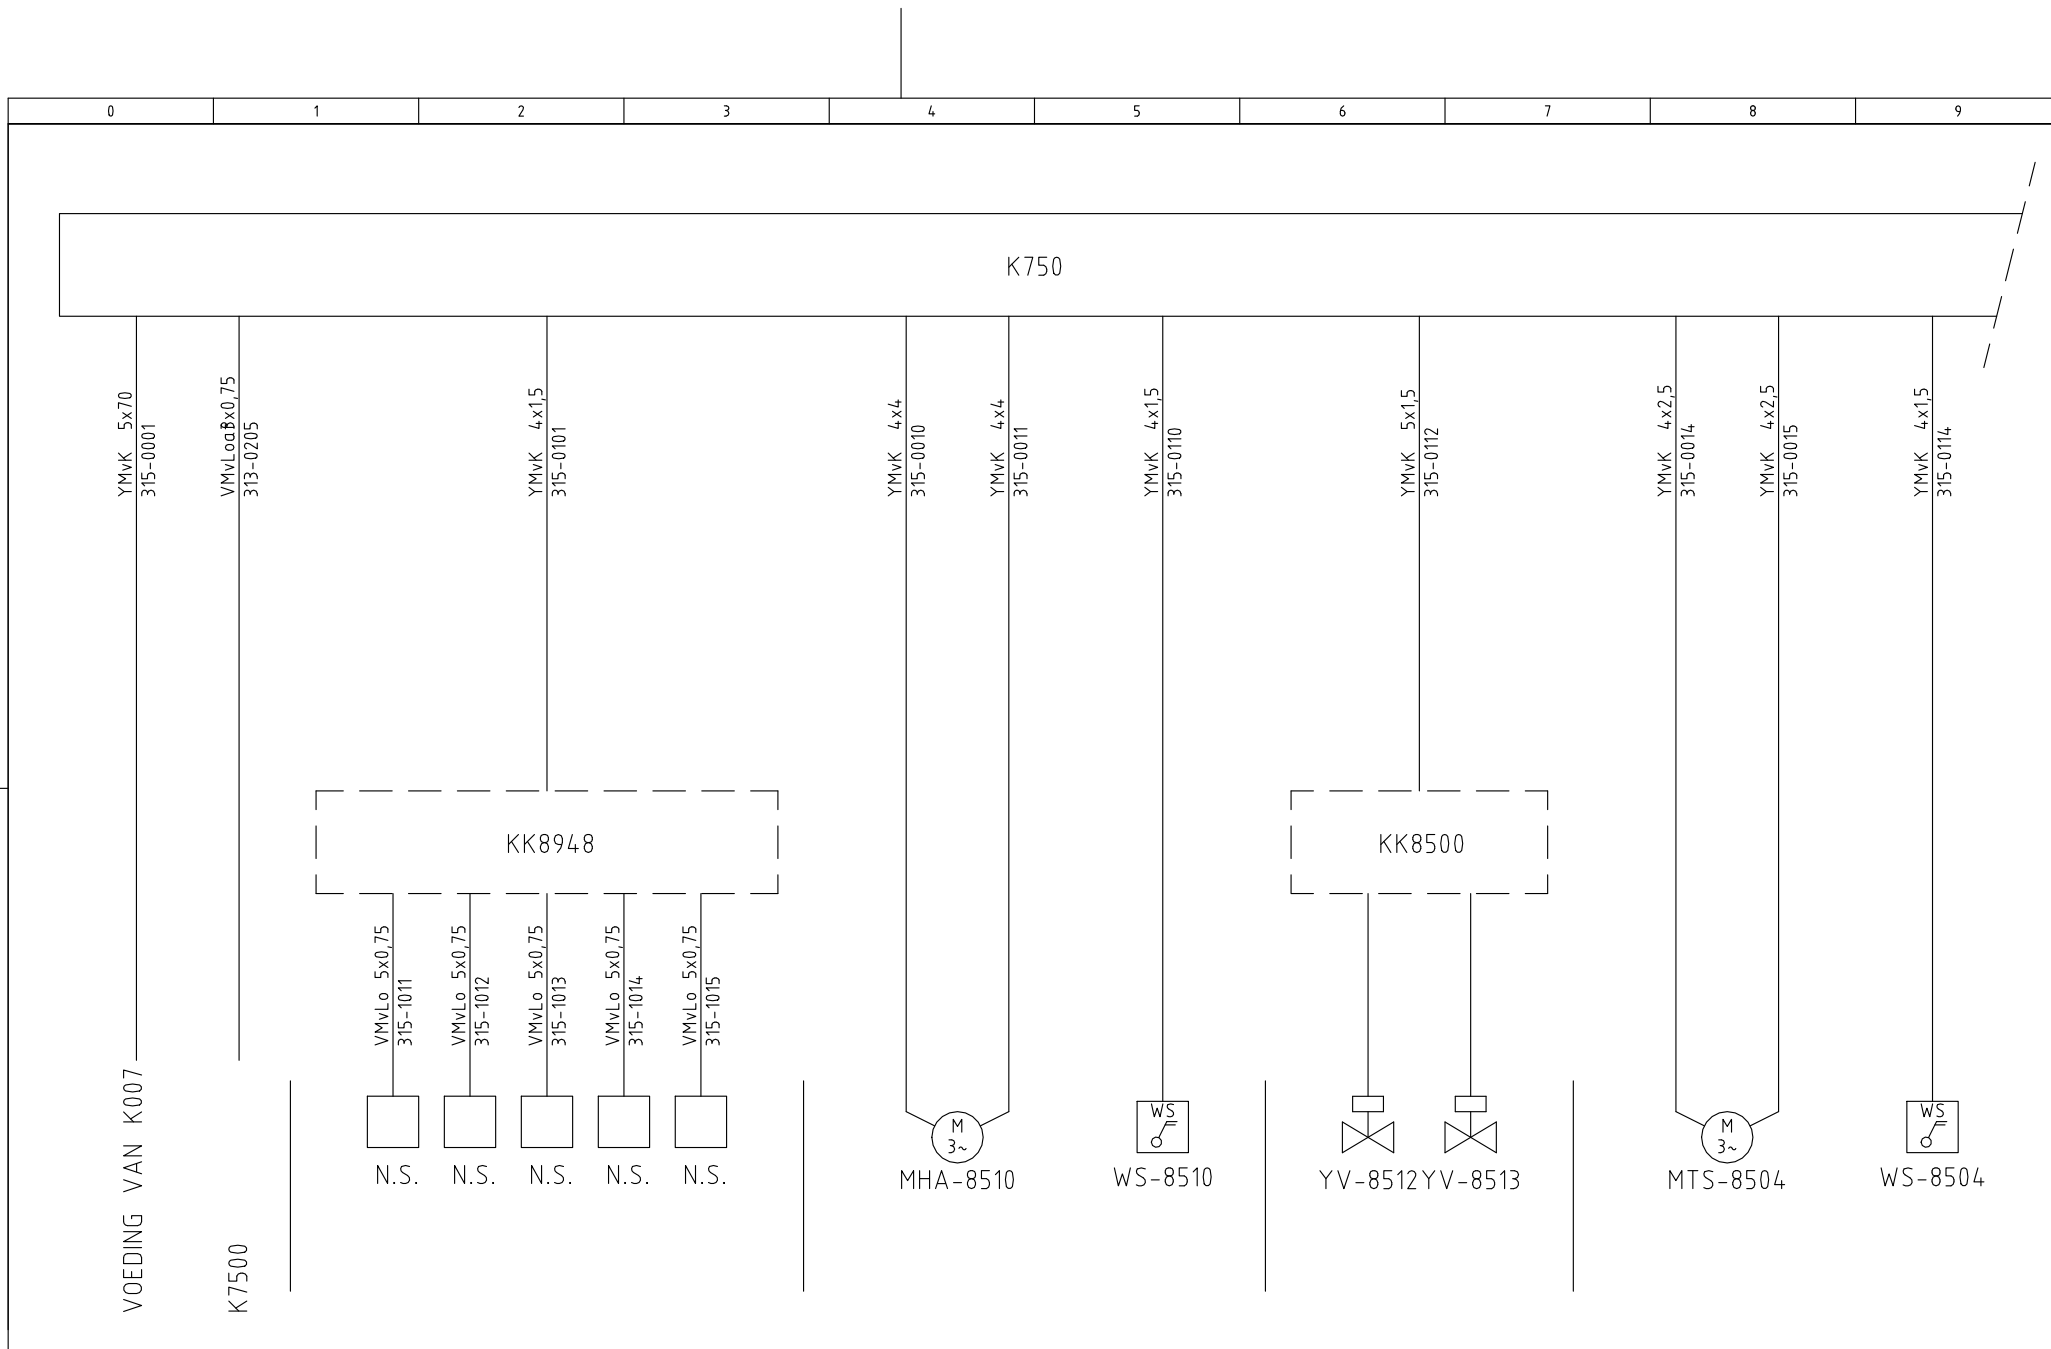 0 1 2 3 4 5 6 7 8 9
K750
YMvK 5x70
315-0001
313-0205
YMvK 4x1,5
315-0101
YMvK 4x4
315-0010
YMvK 4x4
315-0011
YMvK 4x1,5
315-0110
YMvK 5x1,5
315-0112
YMvK 4x2,5
315-0014
YMvK 4x2,5
315-0015
YMvK 4x1,5
315-0114
KK8948
KK8500
VMvLo 5x0,75
315-1011
VMvLo 5x0,75
315-1012
VMvLo 5x0,75
315-1013
VMvLo 5x0,75
315-1014
VMvLo 5x0,75
315-1015
VOEDING VAN K007
K7500
N.S.
N.S.
N.S.
N.S.
N.S.
M
3~
MHA-8510
WS
WS-8510
YV-8512
YV-8513
M
3~
MTS-8504
WS
WS-8504